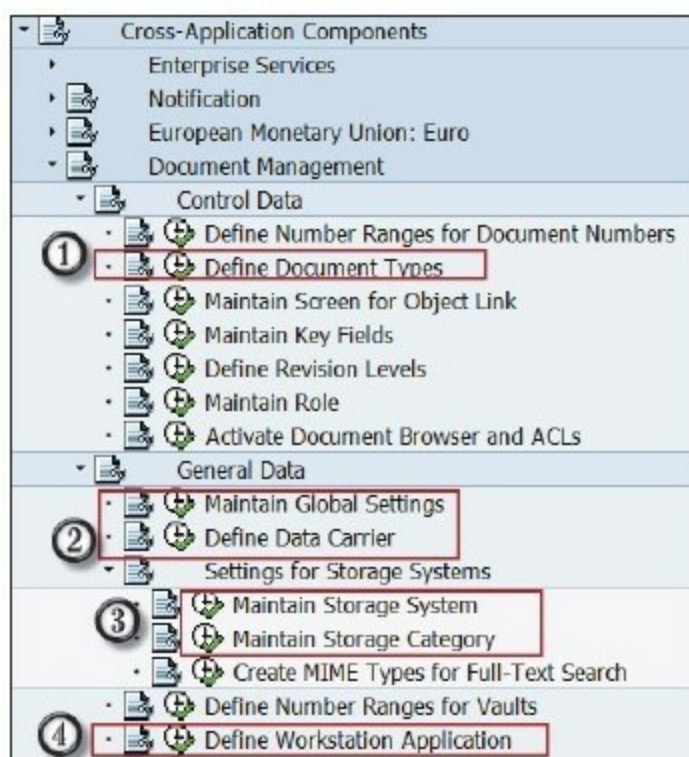 Cross-Application Components
Enterprise Services
Notification
European Monetary Union: Euro
Document Management
Control Data
Define Number Ranges for Document Numbers
1
Define Document Types
Maintain Screen for Object Link
Maintain Key Fields
Define Revision Levels
Maintain Role
Activate Document Browser and ACLs
General Data
Maintain Global Settings
2
Define Data Carrier
Settings for Storage Systems
3
Maintain Storage System
Maintain Storage Category
Create MIME Types for Full-Text Search
Define Number Ranges for Vaults
4
Define Workstation Application